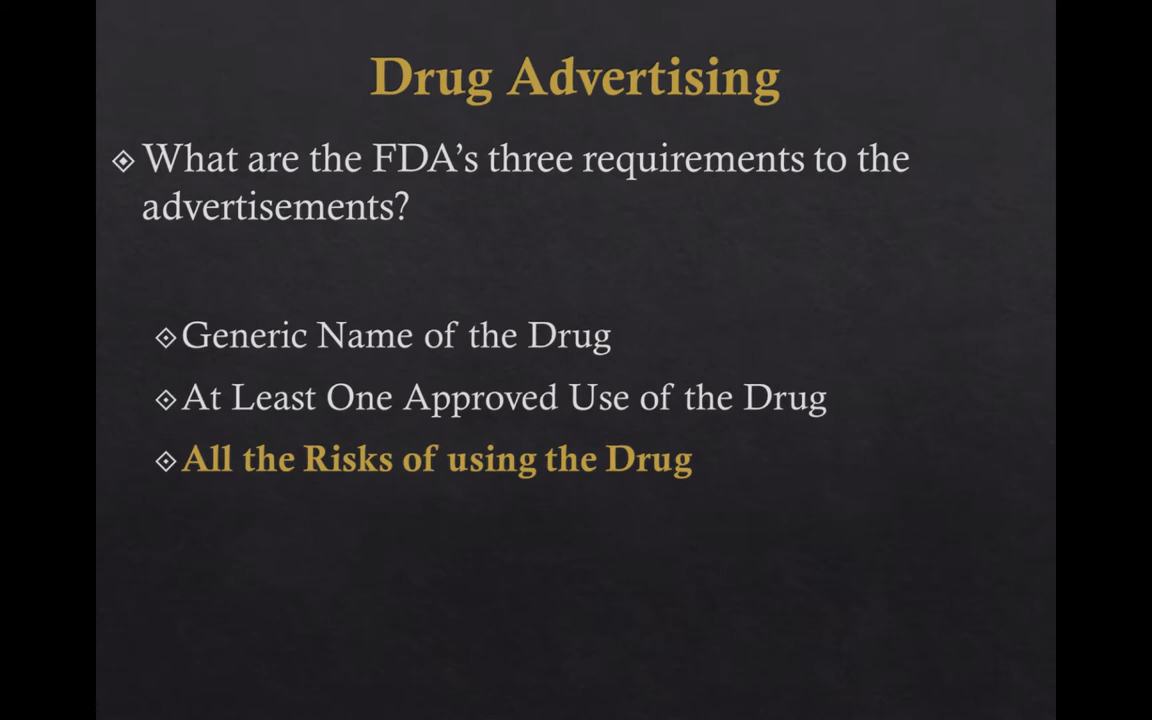 Drug Advertising
What are the FDA’s three requirements to the
advertisements?
Generic Name of the Drug
At Least One Approved Use of the Drug
All the Risks of using the Drug